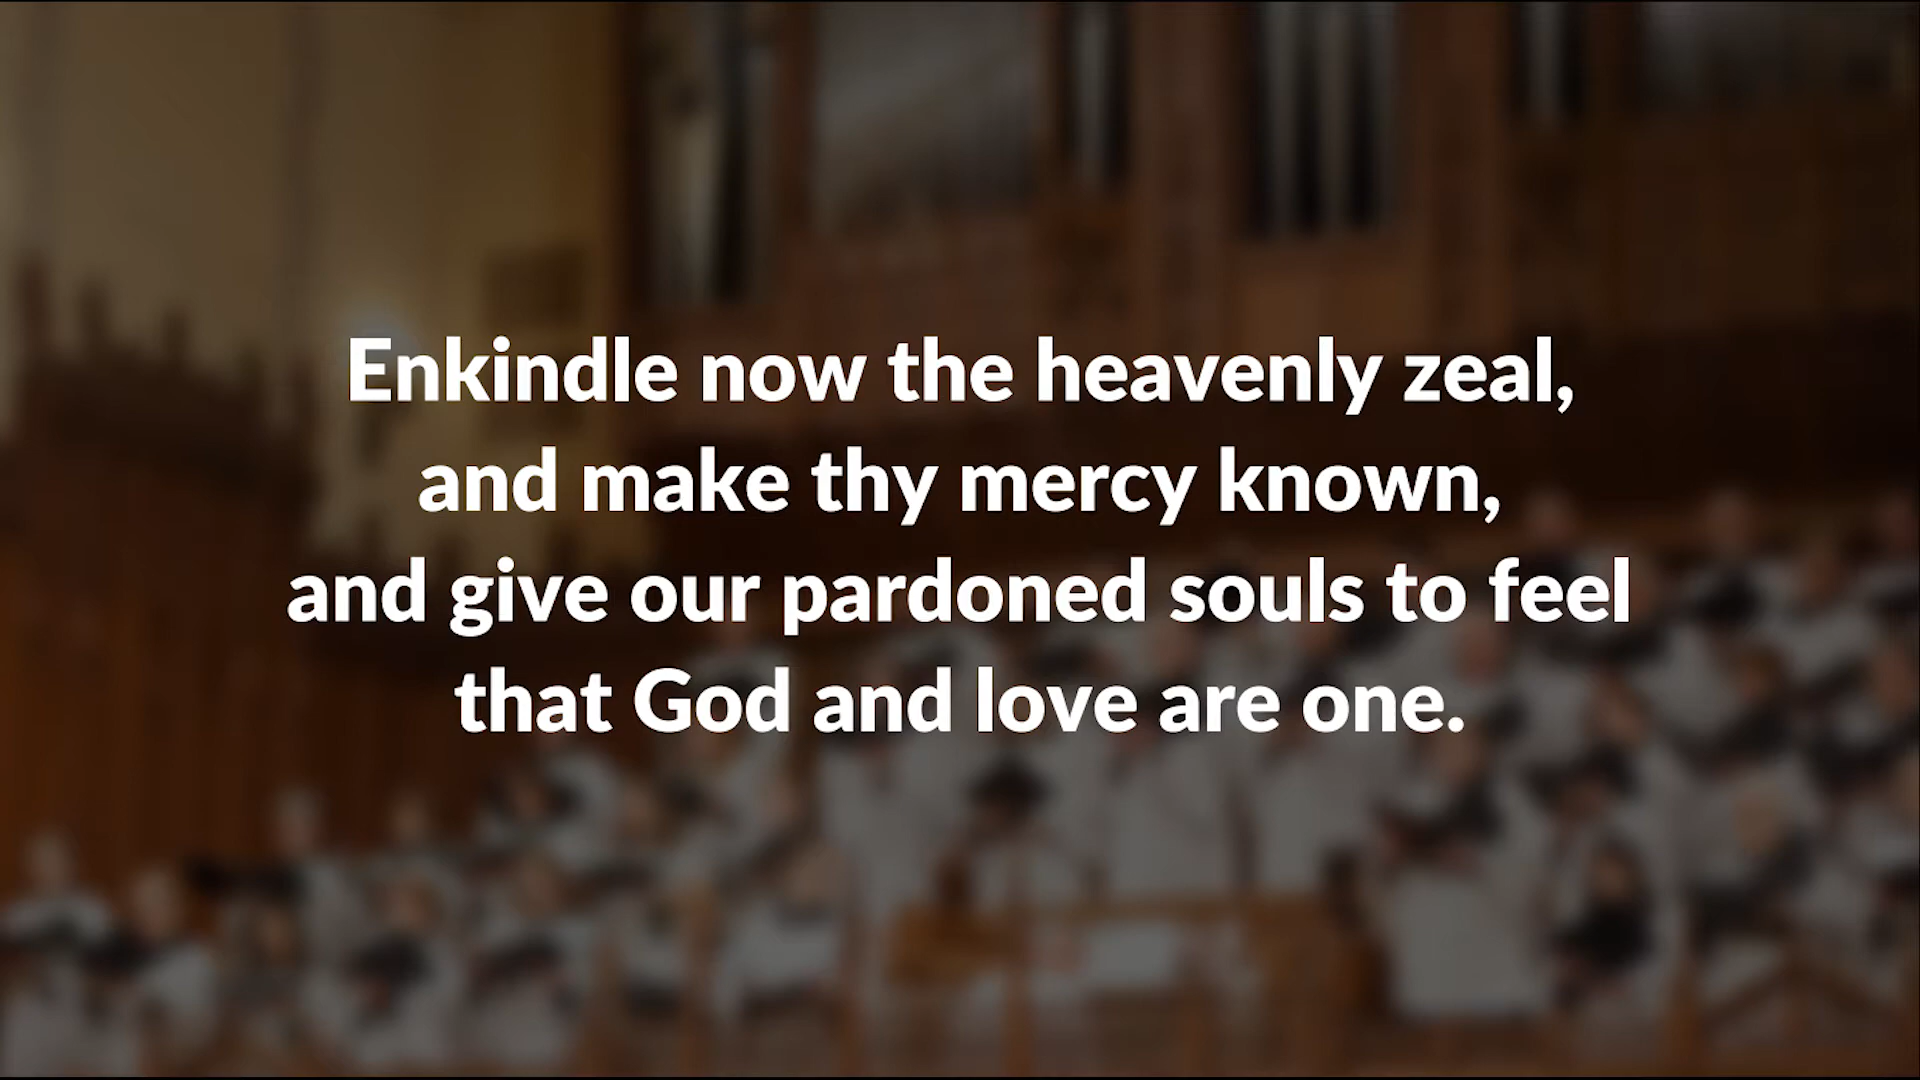 Enkindle now the heavenly zeal,
and make thy mercy known,
and give our pardoned souls to feel
that God and love are one.